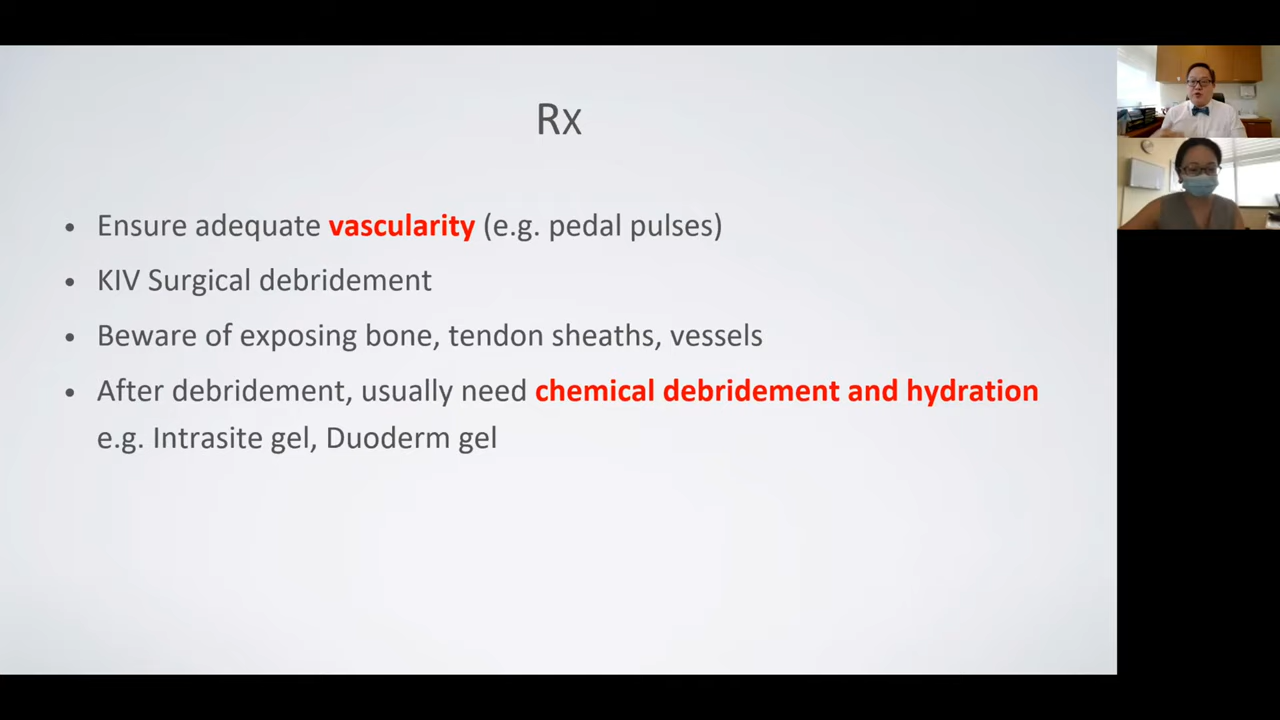 Rx
• Ensure adequate vascularity (e.g. pedal pulses)
• KIV Surgical debridement
• Beware of exposing bone, tendon sheaths, vessels
• After debridement, usually need chemical debridement and hydration
e.g. Intrasite gel, Duoderm gel